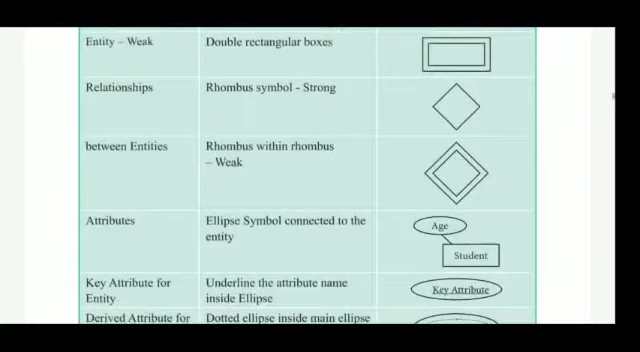 Entity – Weak
Double rectangular boxes
Relationships
Rhombus symbol - Strong
between Entities
Rhombus within rhombus
– Weak
Attributes
Ellipse Symbol connected to the
entity
Age
Student
Key Attribute for
Entity
Underline the attribute name
inside Ellipse
Key Attribute
Derived Attribute for
Dotted ellipse inside main ellipse